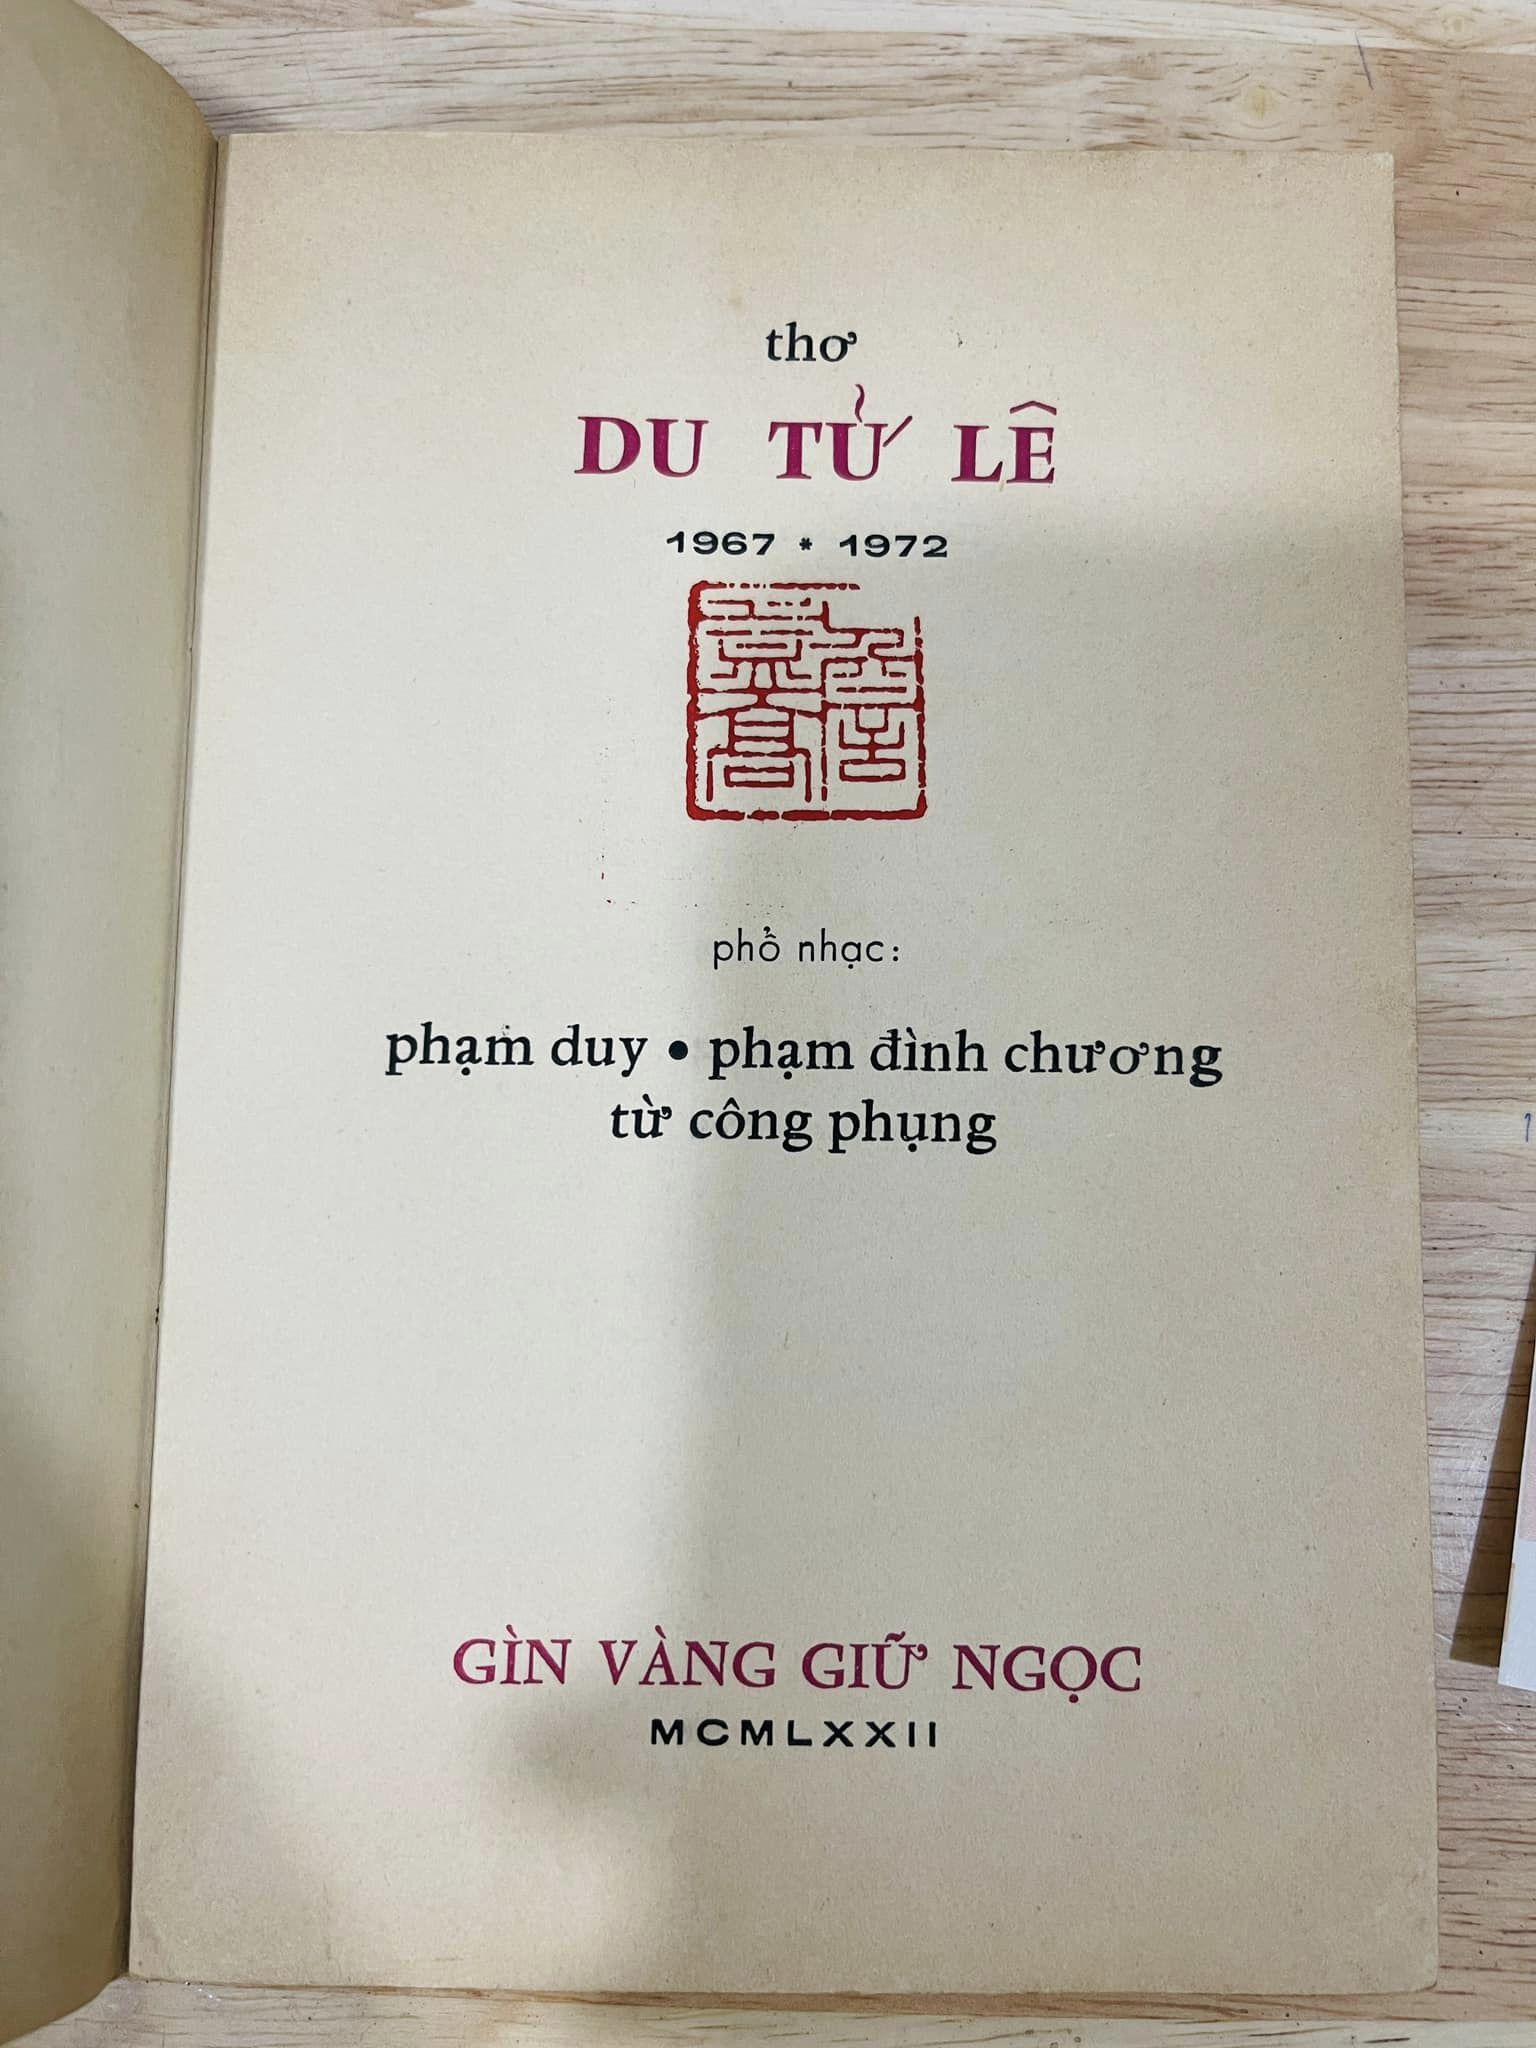 thơ
DU TỬ LÊ
1967 * 1972
phổ nhạc:
phạm duy • phạm đình chương
từ công phụng
GÌN VÀNG GIỮ NGỌC
MCMLXXII